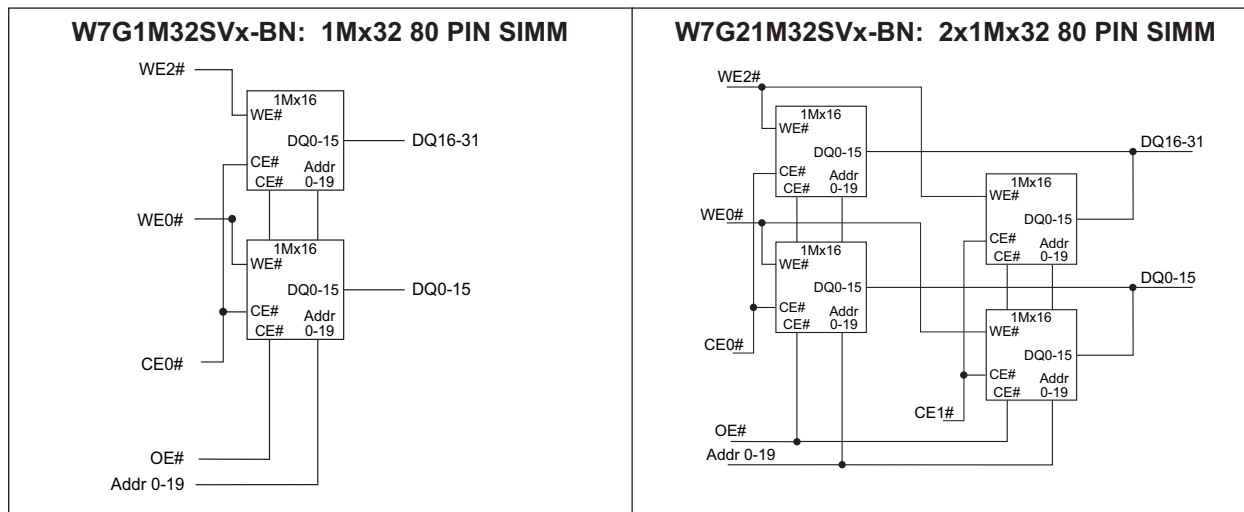 W7G1M32SVx-BN: 1Mx32 80 PIN SIMM
WE2#
1Mx16
WE#
DQ0-15
DQ16-31
CE#
Addr
CE#
0-19
WE0#
1Mx16
WE#
DQ0-15
DQ0-15
CE#
Addr
CE#
0-19
CE0#
OE#
Addr 0-19
W7G21M32SVx-BN: 2x1Mx32 80 PIN SIMM
WE2#
1Mx16
WE#
DQ0-15
DQ16-31
CE#
Addr
CE#
0-19
1Mx16
WE#
DQ0-15
CE#
Addr
CE#
0-19
WE0#
1Mx16
WE#
DQ0-15
DQ0-15
CE#
Addr
CE#
0-19
1Mx16
WE#
DQ0-15
CE#
Addr
CE#
0-19
CE0#
CE1#
OE#
Addr 0-19